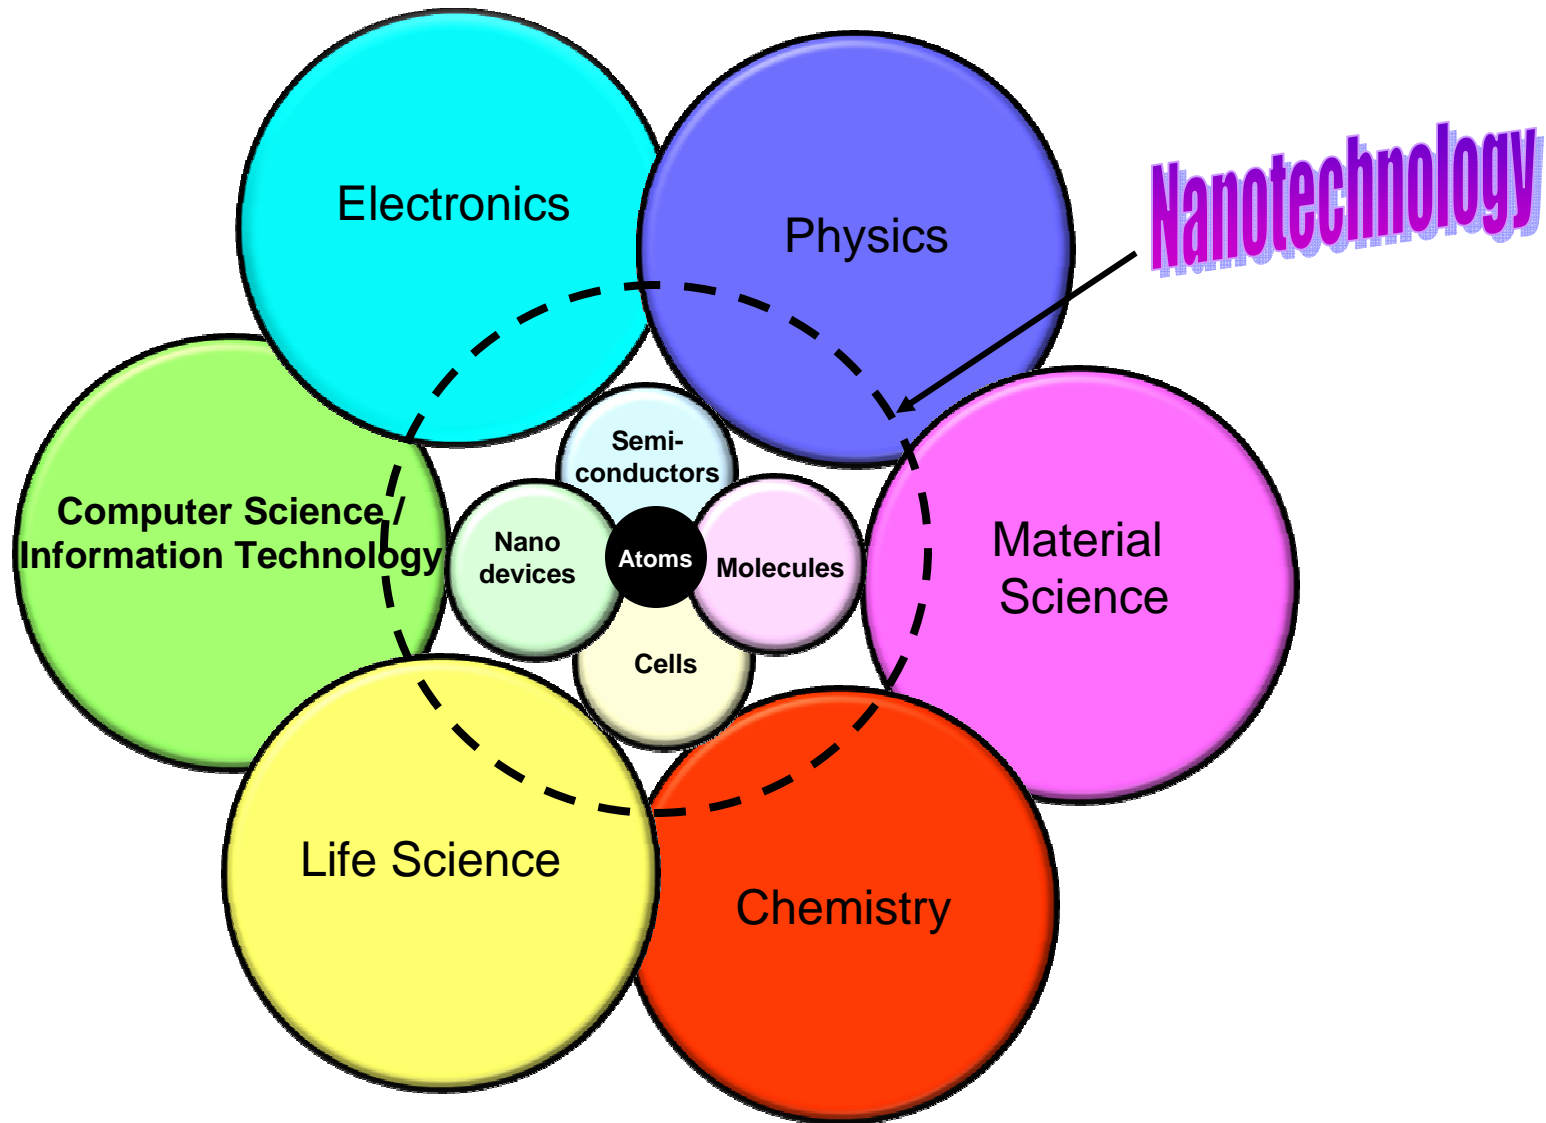 Electronics
Physics
Nanotechnology
Semi-
conductors
Computer Science /
Information Technology
Nano
devices
Atoms
Molecules
Material
Science
Cells
Life Science
Chemistry